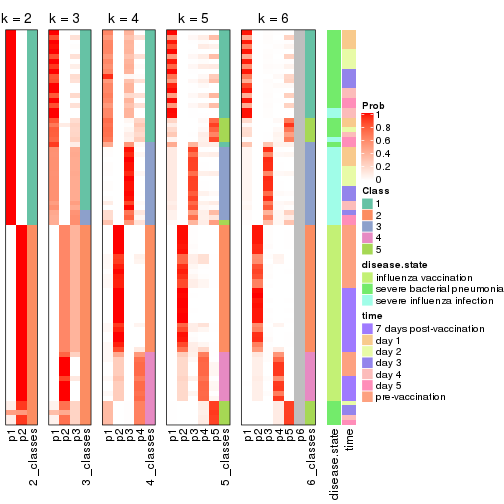 k = 2
k = 3
k = 4
k = 5
k = 6
p1
p2
2_classes
p1
p2
p3
3_classes
p1
p2
p3
p4
4_classes
p1
p2
p3
p4
p5
5_classes
p1
p2
p3
p4
p5
p6
6_classes
disease.state
time
Prob
1
0.8
0.6
0.4
0.2
0
Class
1
2
3
4
5
disease.state
influenza vaccination
severe bacterial pneumonia
severe influenza infection
time
7 days post-vaccination
day 1
day 2
day 3
day 4
day 5
pre-vaccination